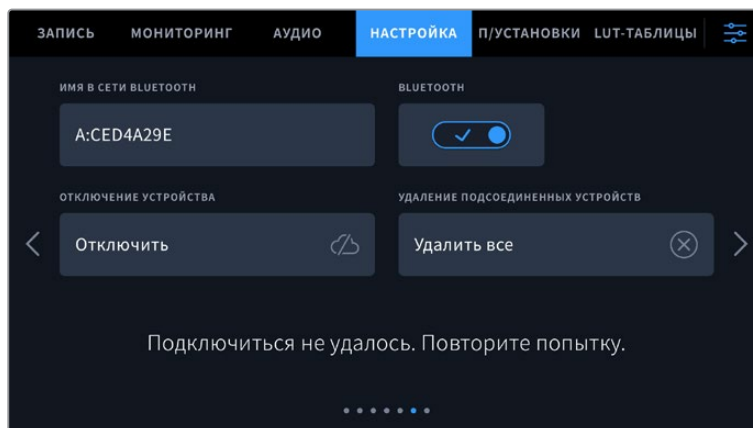 ЗАПИСЬ МОНИТОРИНГ АУДИО НАСТРОЙКА П/УСТАНОВКИ LUT-ТАБЛИЦЫ
ИМЯ В СЕТИ BLUETOOTH BLUETOOTH
A:CED4A29E
ОТКЛЮЧЕНИЕ УСТРОЙСТВА УДАЛЕНИЕ ПОДСОЕДИНЕННЫХ УСТРОЙСТВ
Отключить Удалить все
Подключиться не удалось. Повторите попытку.